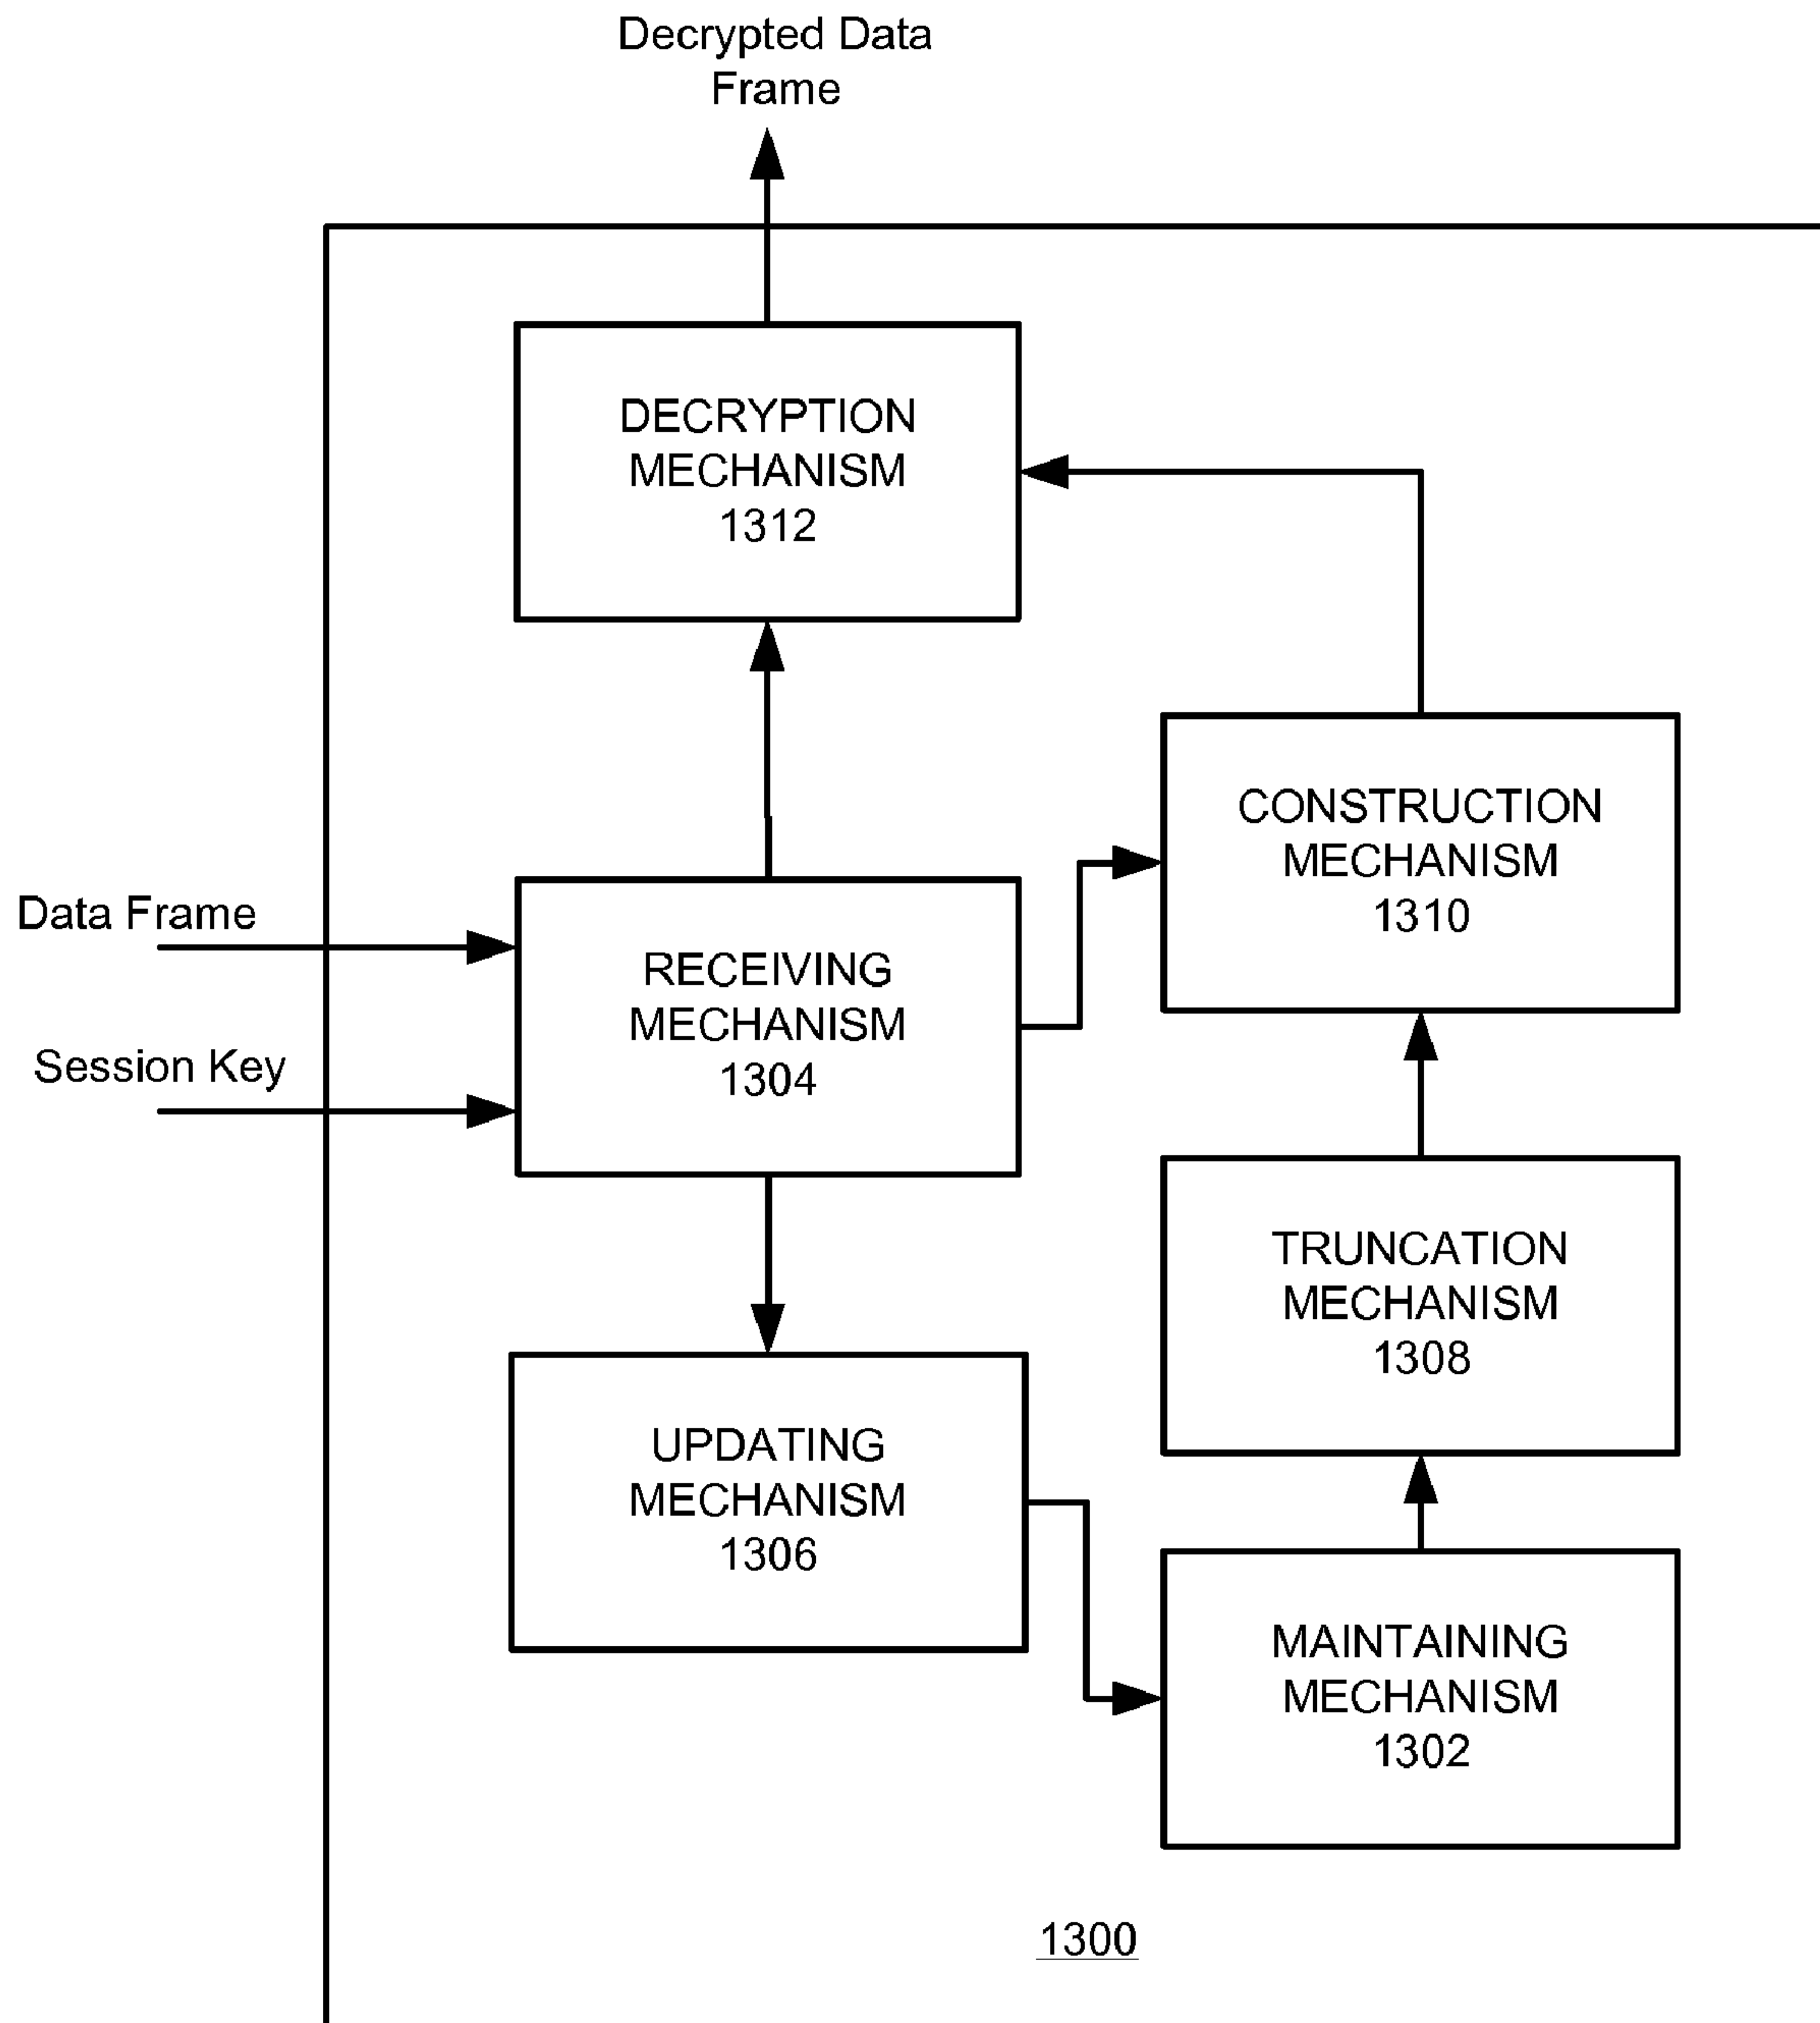 Decrypted Data
Frame
DECRYPTION
MECHANISM
1312
CONSTRUCTION
MECHANISM
1310
Data Frame
Session Key
RECEIVING
MECHANISM
1304
TRUNCATION
MECHANISM
1308
UPDATING
MECHANISM
1306
MAINTAINING
MECHANISM
1302
1300